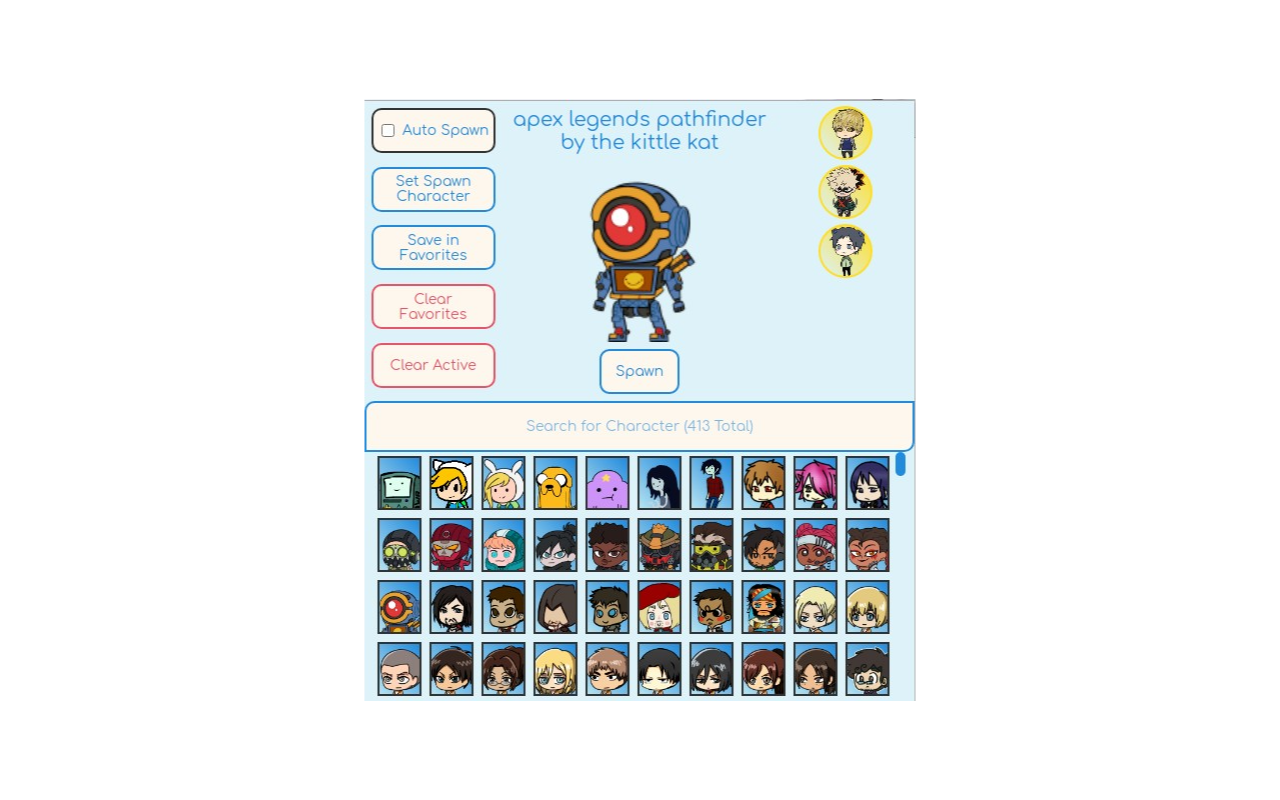 Auto Spawn
apex legends pathfinder
by the kittle kat
Set Spawn
Character
Save in
Favorites
Clear
Favorites
Clear Active
Spawn
Search for Character (413 Total)